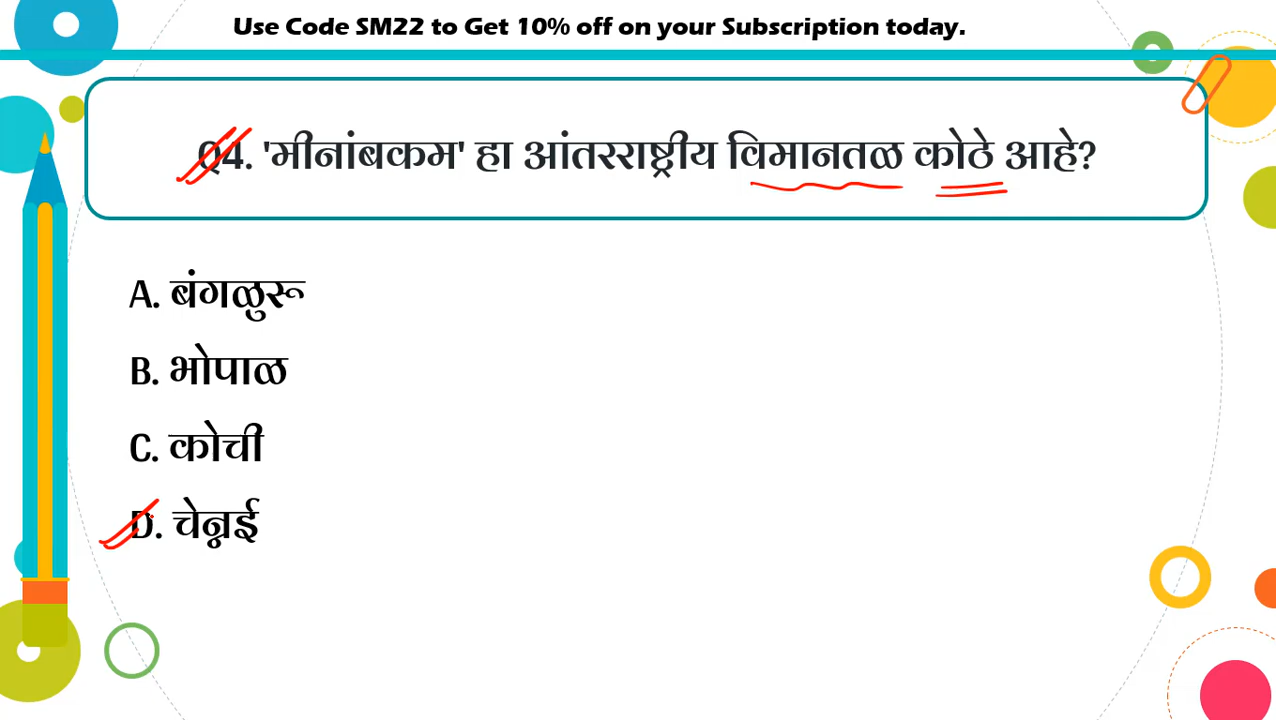 Use Code SM22 to Get 10% off on your Subscription today.
Q4. 'मीनांबकम' हा आंतरराष्ट्रीय विमानतळ कोठे आहे?
A. बंगळुरू
B. भोपाळ
C. कोची
D. चेन्नई